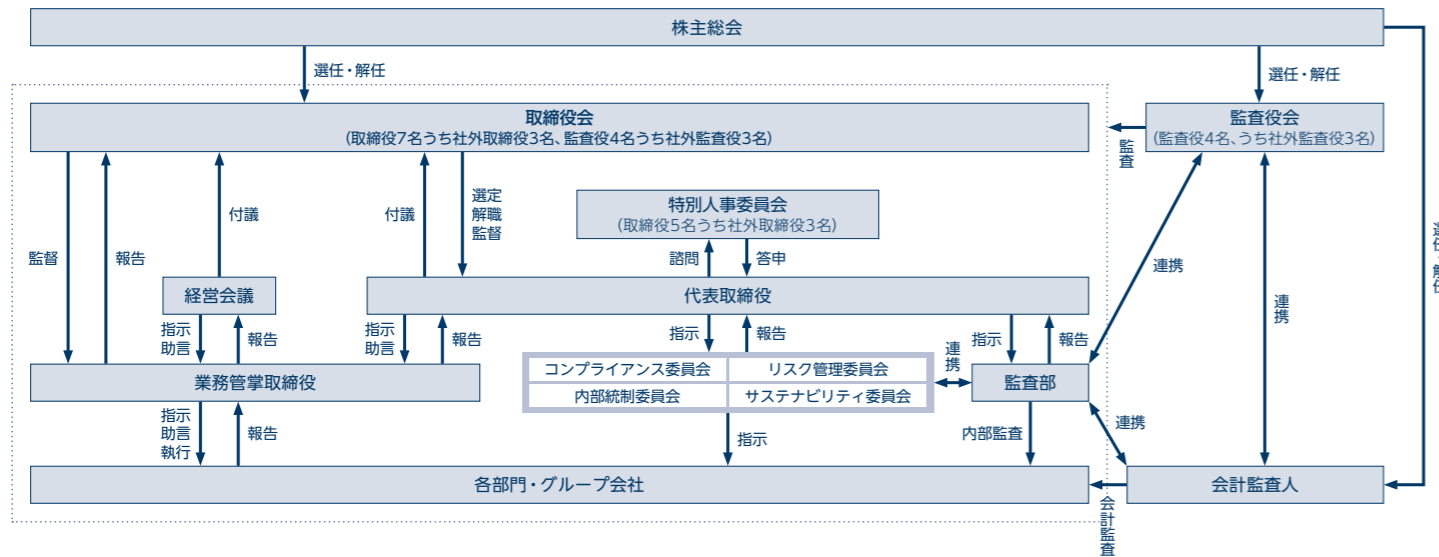 株主総会
選任・解任
選任・解任
取締役会
(取締役7名うち社外取締役3名、監査役4名うち社外監査役3名)
監査役会
(監査役4名、うち社外監査役3名)
監査
監督
報告
付議
付議
選定
解職
監督
特別人事委員会
(取締役5名うち社外取締役3名)
諮問
答申
連携
連携
選任・解任
経営会議
代表取締役
指示
助言
報告
指示
助言
報告
指示
報告
指示
報告
業務管掌取締役
コンプライアンス委員会
リスク管理委員会
内部統制委員会
サステナビリティ委員会
連携
監査部
指示
助言
執行
報告
指示
内部監査
連携
各部門・グループ会社
会計監査
会計監査人